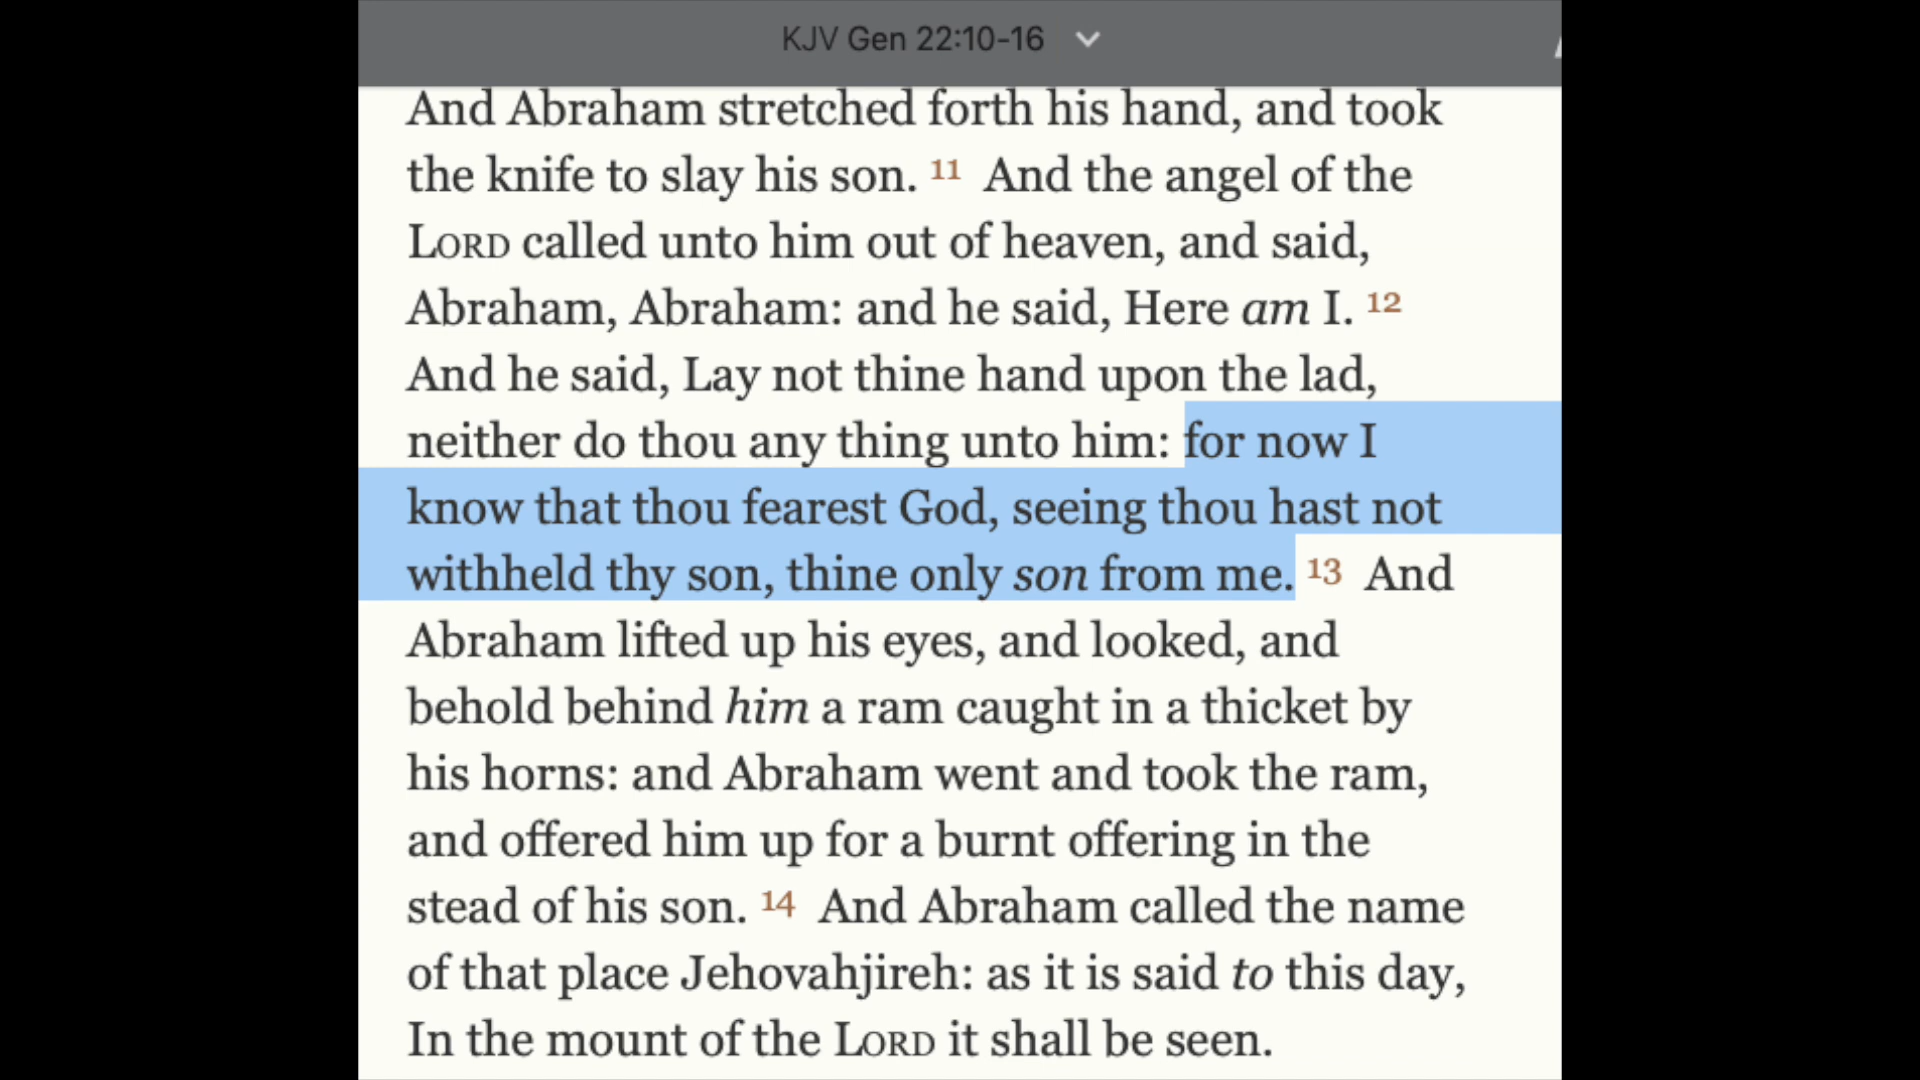 KJV Gen 22:10-16
And Abraham stretched forth his hand, and took
the knife to slay his son. 11 And the angel of the
LORD called unto him out of heaven, and said,
Abraham, Abraham: and he said, Here am I. 12
And he said, Lay not thine hand upon the lad,
neither do thou any thing unto him: for now I
know that thou fearest God, seeing thou hast not
withheld thy son, thine only son from me. 13 And
Abraham lifted up his eyes, and looked, and
behold behind him a ram caught in a thicket by
his horns: and Abraham went and took the ram,
and offered him up for a burnt offering in the
stead of his son. 14 And Abraham called the name
of that place Jehovahjireh: as it is said to this day,
In the mount of the LORD it shall be seen.